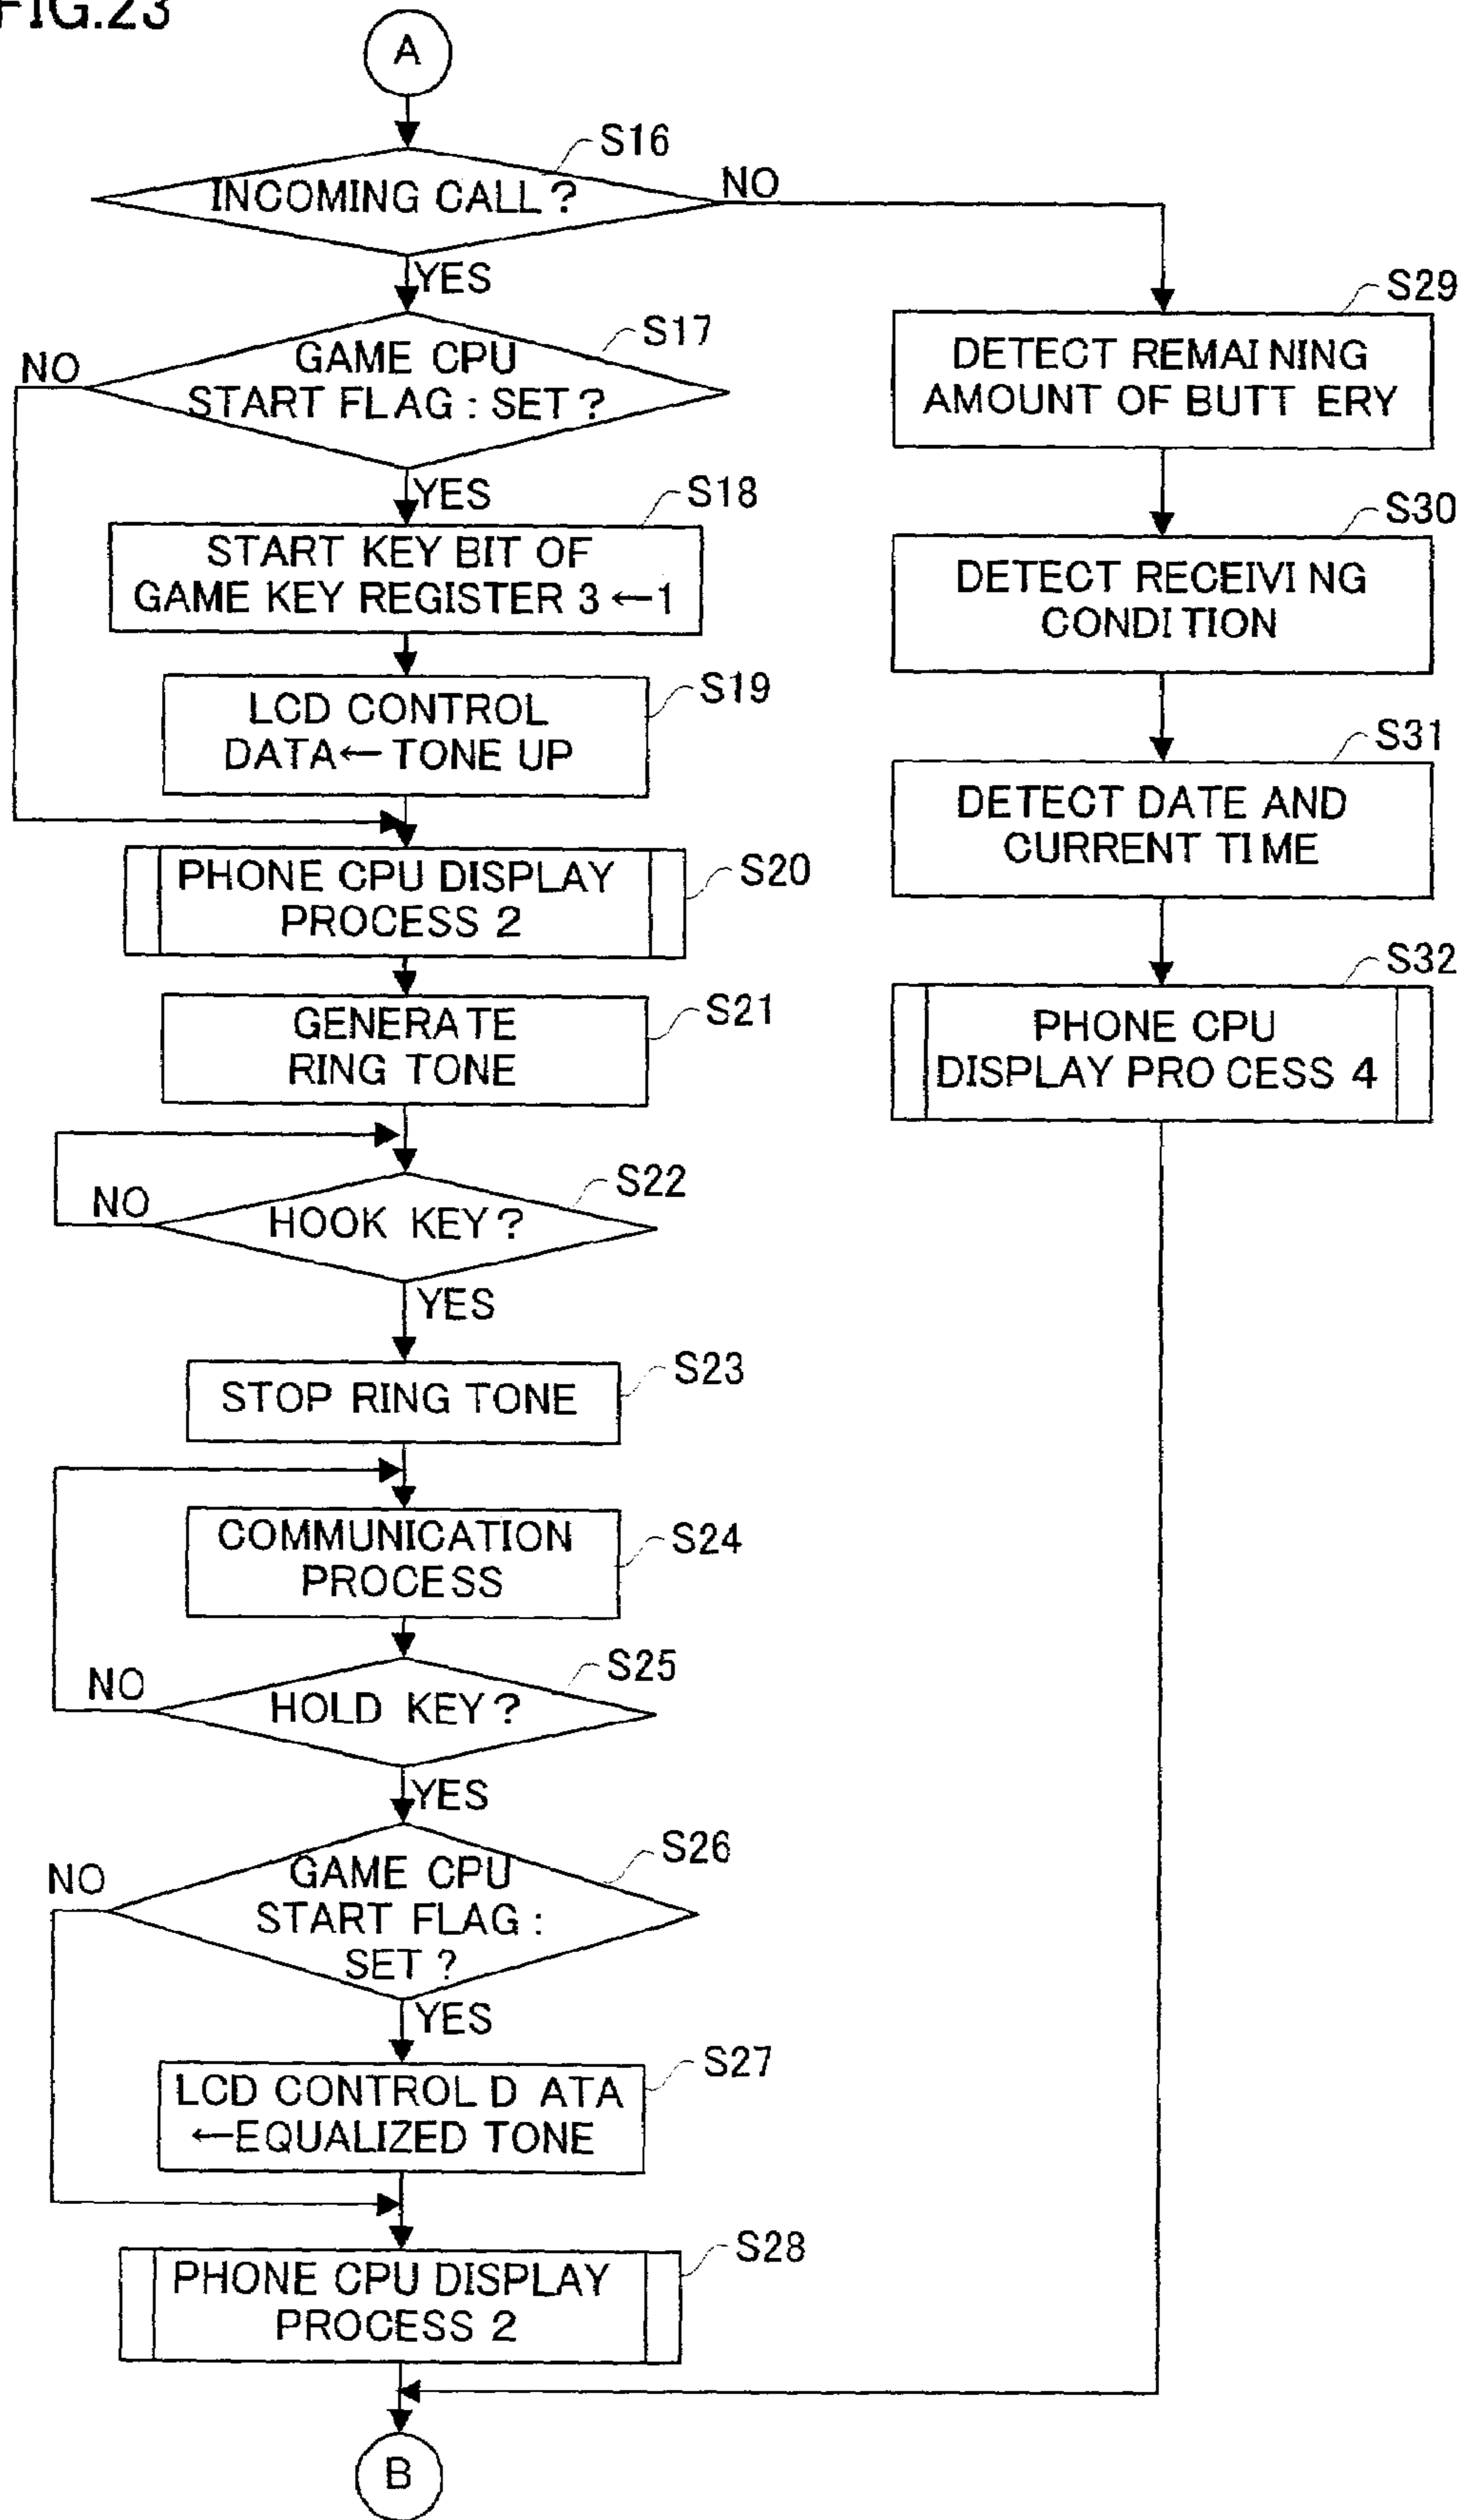 FIG.23
A
S16
INCOMING CALL?
NO
YES
S17
GAME CPU
START FLAG : SET?
NO
YES
S18
START KEY BIT OF
GAME KEY REGISTER 3 ←1
S19
LCD CONTROL
DATA← TONE UP
S20
PHONE CPU DISPLAY
PROCESS 2
S21
GENERATE
RING TONE
S22
NO
HOOK KEY?
YES
S23
STOP RING TONE
S24
COMMUNICATION
PROCESS
S25
NO
HOLD KEY?
YES
S26
NO
GAME CPU
START FLAG :
SET?
YES
S27
LCD CONTROL D ATA
←EQUALIZED TONE
S28
PHONE CPU DISPLAY
PROCESS 2
B
S29
DETECT REMAINING
AMOUNT OF BUTT ERY
S30
DETECT RECEIVING
CONDITION
S31
DETECT DATE AND
CURRENT TIME
S32
PHONE CPU
DISPLAY PRO CESS 4